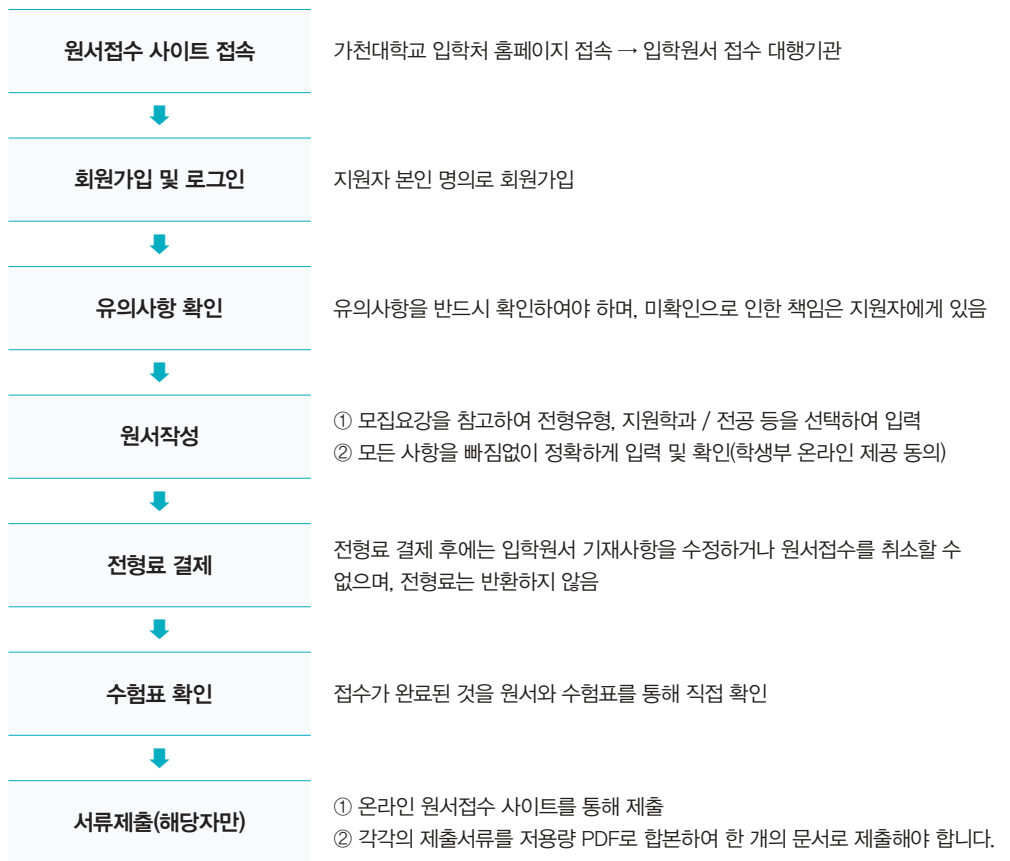 원서접수 사이트 접속
가천대학교 입학처 홈페이지 접속 → 입학원서 접수 대행기관
회원가입 및 로그인
지원자 본인 명의로 회원가입
유의사항 확인
유의사항을 반드시 확인하여야 하며, 미확인으로 인한 책임은 지원자에게 있음
원서작성
① 모집요강을 참고하여 전형유형, 지원학과 / 전공 등을 선택하여 입력
② 모든 사항을 빠짐없이 정확하게 입력 및 확인(학생부 온라인 제공 동의)
전형료 결제
전형료 결제 후에는 입학원서 기재사항을 수정하거나 원서접수를 취소할 수
없으며, 전형료는 반환하지 않음
수험표 확인
접수가 완료된 것을 원서와 수험표를 통해 직접 확인
서류제출(해당자만)
① 온라인 원서접수 사이트를 통해 제출
② 각각의 제출서류를 저용량 PDF로 합본하여 한 개의 문서로 제출해야 합니다.